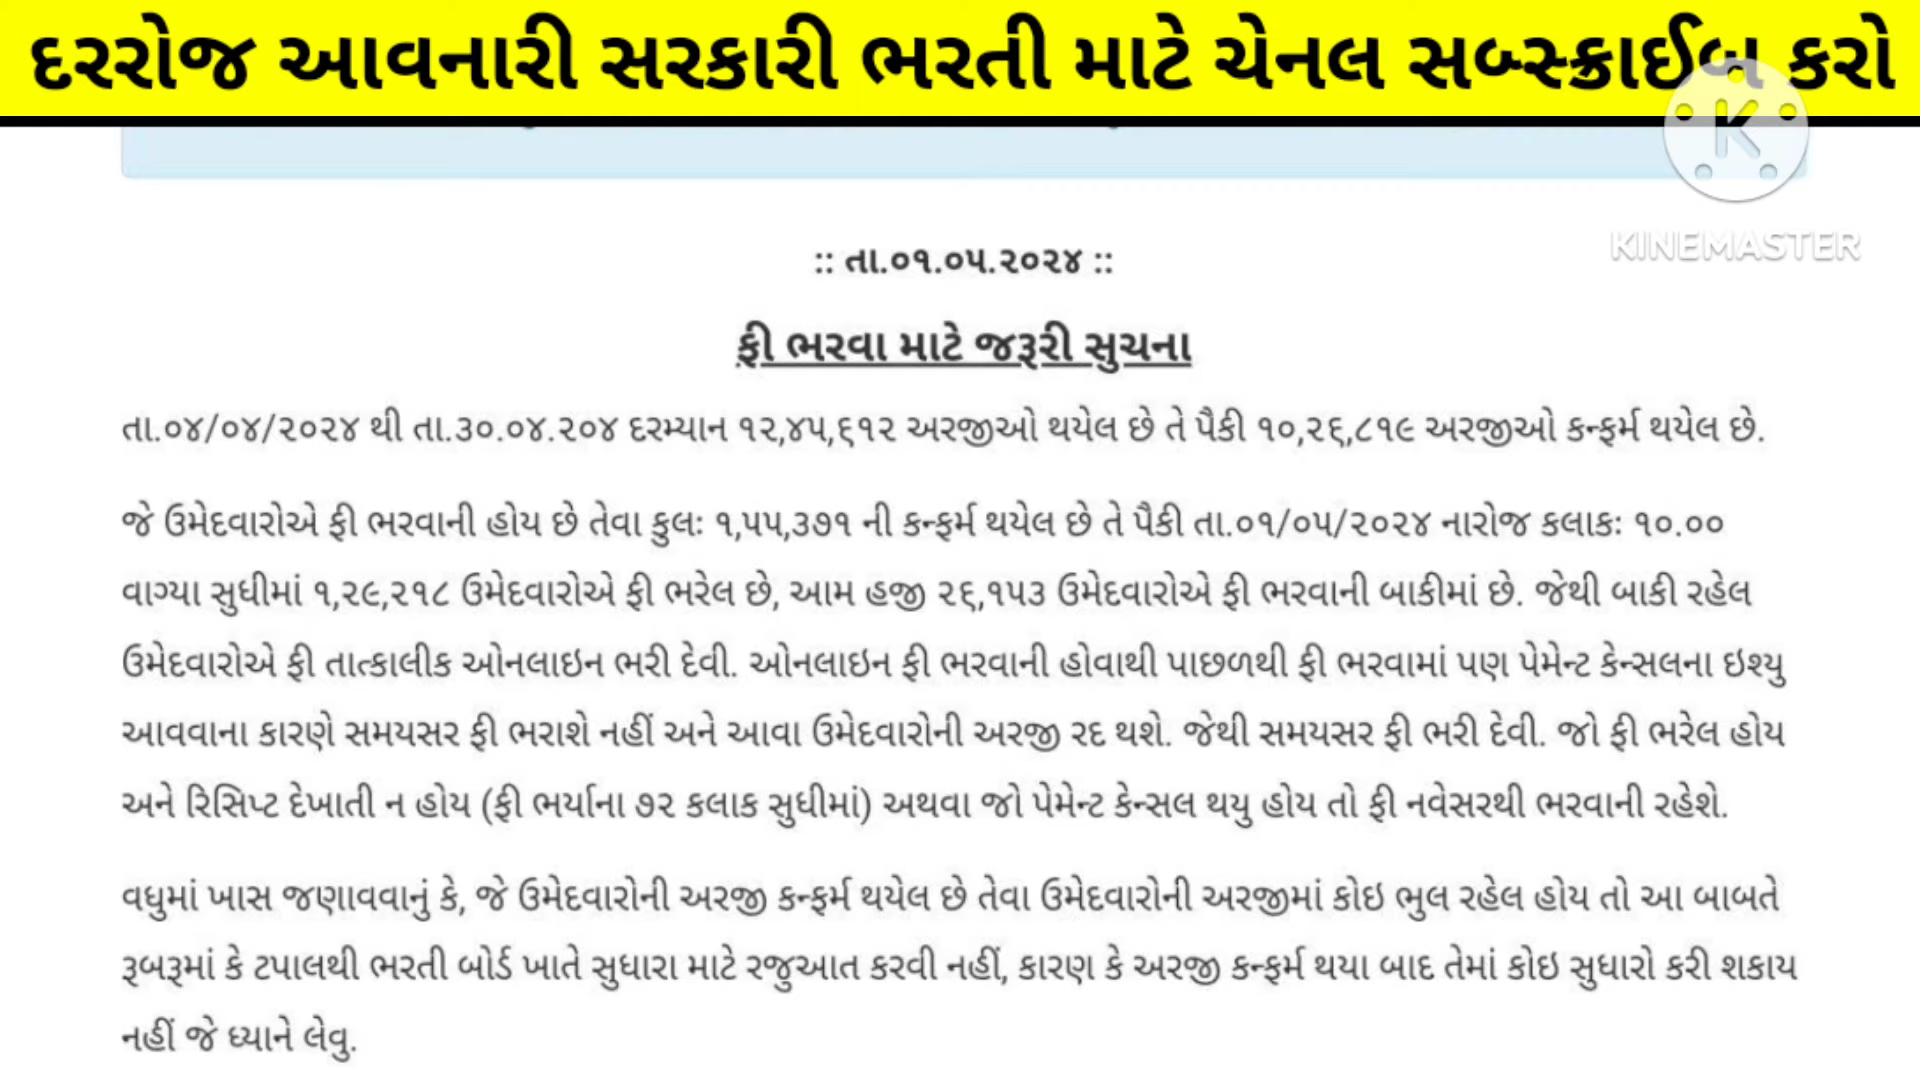 દરરોજ આવનારી સરકારી ભરતી માટે ચેનલ સબ્સ્ક્રાઈબ કરો
K
KINEMASTER
:: તા.૦૧.૦૫.૨૦૨૪ ::
ફી ભરવા માટે જરૂરી સુચના
તા.૦૪/૦૪/૨૦૨૪ થી તા.૩૦.૦૪.૨૦૪ દરમ્યાન ૧૨,૪૫,૬૧૨ અરજીઓ થયેલ છે તે પૈકી ૧૦,૨૬,૮૧૯ અરજીઓ કન્ફર્મ થયેલ છે.
જે ઉમેદવારોએ ફી ભરવાની હોય છે તેવા કુલઃ ૧,૫૫,૩૭૧ ની કન્ફર્મ થયેલ છે તે પૈકી તા.૦૧/૦૫/૨૦૨૪ નારોજ કલાકઃ ૧૦.૦૦
વાગ્યા સુધીમાં ૧,૨૯,૨૧૮ ઉમેદવારોએ ફી ભરેલ છે, આમ હજી ૨૬,૧૫૩ ઉમેદવારોએ ફી ભરવાની બાકીમાં છે. જેથી બાકી રહેલ
ઉમેદવારોએ ફી તાત્કાલીક ઓનલાઇન ભરી દેવી. ઓનલાઇન ફી ભરવાની હોવાથી પાછળથી ફી ભરવામાં પણ પેમેન્ટ કેન્સલના ઇશ્યુ
આવવાના કારણે સમયસર ફી ભરાશે નહીં અને આવા ઉમેદવારોની અરજી રદ થશે. જેથી સમયસર ફી ભરી દેવી. જો ફી ભરેલ હોય
અને રિસિપ્ટ દેખાતી ન હોય (ફી ભર્યાના ૭૨ કલાક સુધીમાં) અથવા જો પેમેન્ટ કેન્સલ થયુ હોય તો ફી નવેસરથી ભરવાની રહેશે.
વધુમાં ખાસ જણાવવાનું કે, જે ઉમેદવારોની અરજી કન્ફર્મ થયેલ છે તેવા ઉમેદવારોની અરજીમાં કોઇ ભુલ રહેલ હોય તો આ બાબતે
રૂબરૂમાં કે ટપાલથી ભરતી બોર્ડ ખાતે સુધારા માટે રજુઆત કરવી નહીં, કારણ કે અરજી કન્ફર્મ થયા બાદ તેમાં કોઇ સુધારો કરી શકાય
નહીં જે ધ્યાને લેવુ.